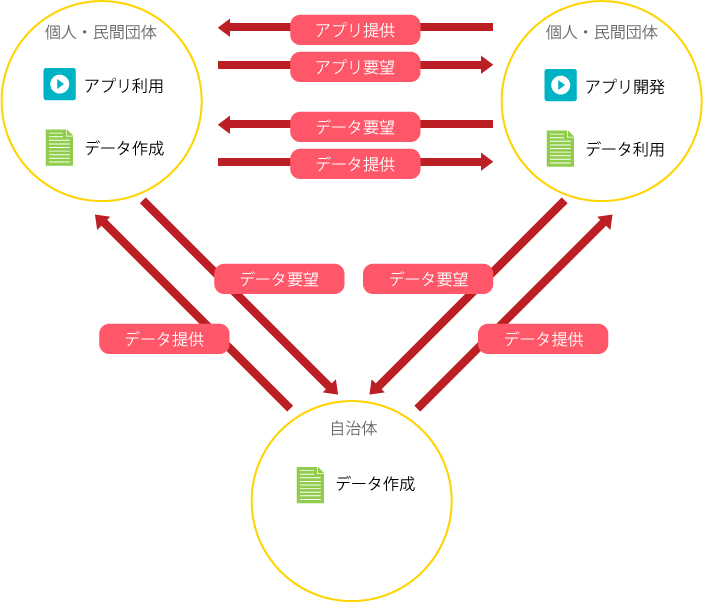 個人・民間団体
アプリ利用
データ作成
アプリ提供
アプリ要望
データ要望
データ提供
個人・民間団体
アプリ開発
データ利用
データ要望
データ要望
データ提供
データ提供
自治体
データ作成